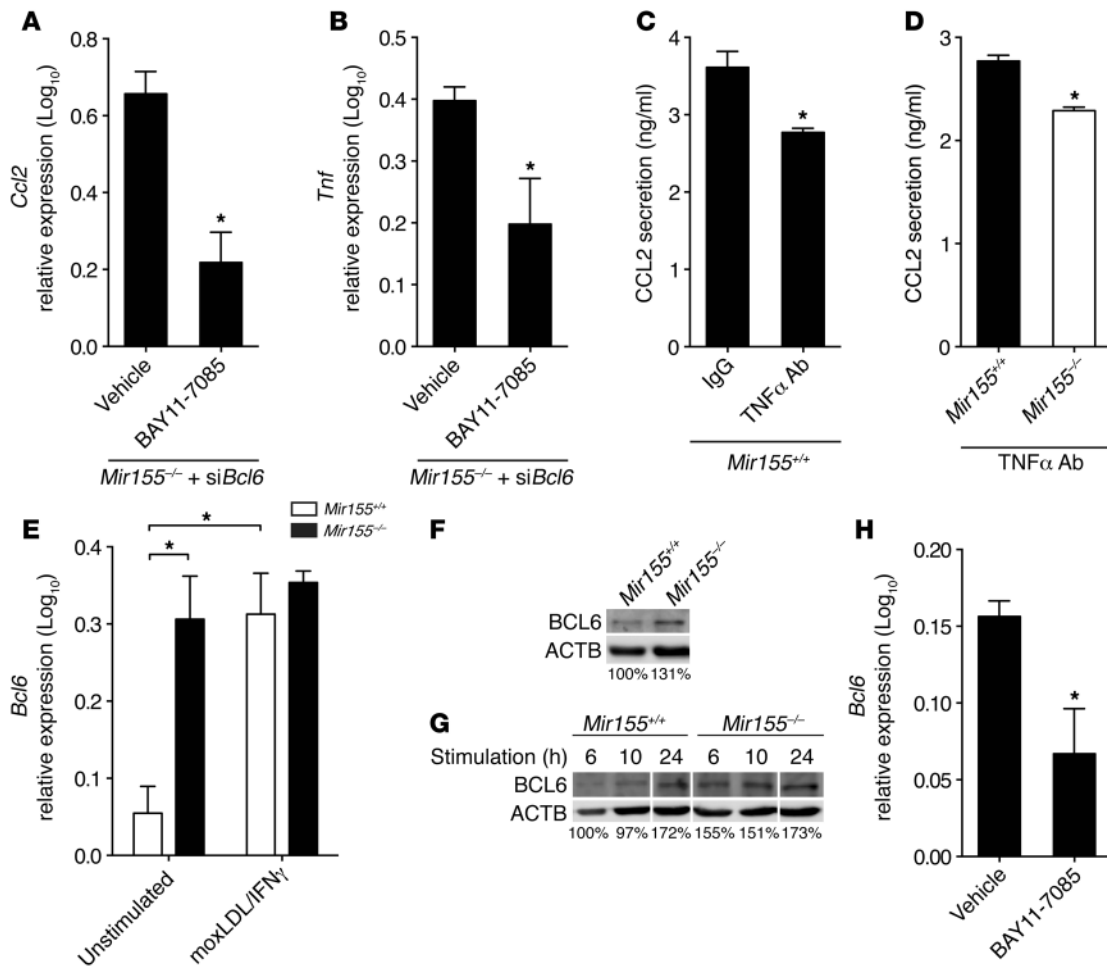 A
Ccl2
relative expression (Log10)
0.8
0.6
0.4
0.2
0.0
Vehicle
BAY11-7085
*
Mir155–/– + siBcl6
B
Tnf
relative expression (Log10)
0.5
0.4
0.3
0.2
0.1
0.0
Vehicle
BAY11-7085
*
Mir155–/– + siBcl6
C
CCL2 secretion (ng/ml)
4
3
2
1
0
IgG
TNFα Ab
*
Mir155+/+
D
CCL2 secretion (ng/ml)
3
2
1
0
Mir155+/+
Mir155–/–
*
TNFα Ab
E
Mir155+/+
Mir155–/–
Bcl6
relative expression (Log10)
0.4
0.3
0.2
0.1
0.0
*
*
Unstimulated
moxLDL/IFNγ
F
Mir155+/+
Mir155–/–
BCL6
ACTB
100% 131%
G
Mir155+/+ Mir155–/–
Stimulation (h) 6 10 24 6 10 24
BCL6
ACTB
100% 97% 172% 155% 151% 173%
H
Bcl6
relative expression (Log10)
0.20
0.15
0.10
0.05
0.00
*
Vehicle
BAY11-7085